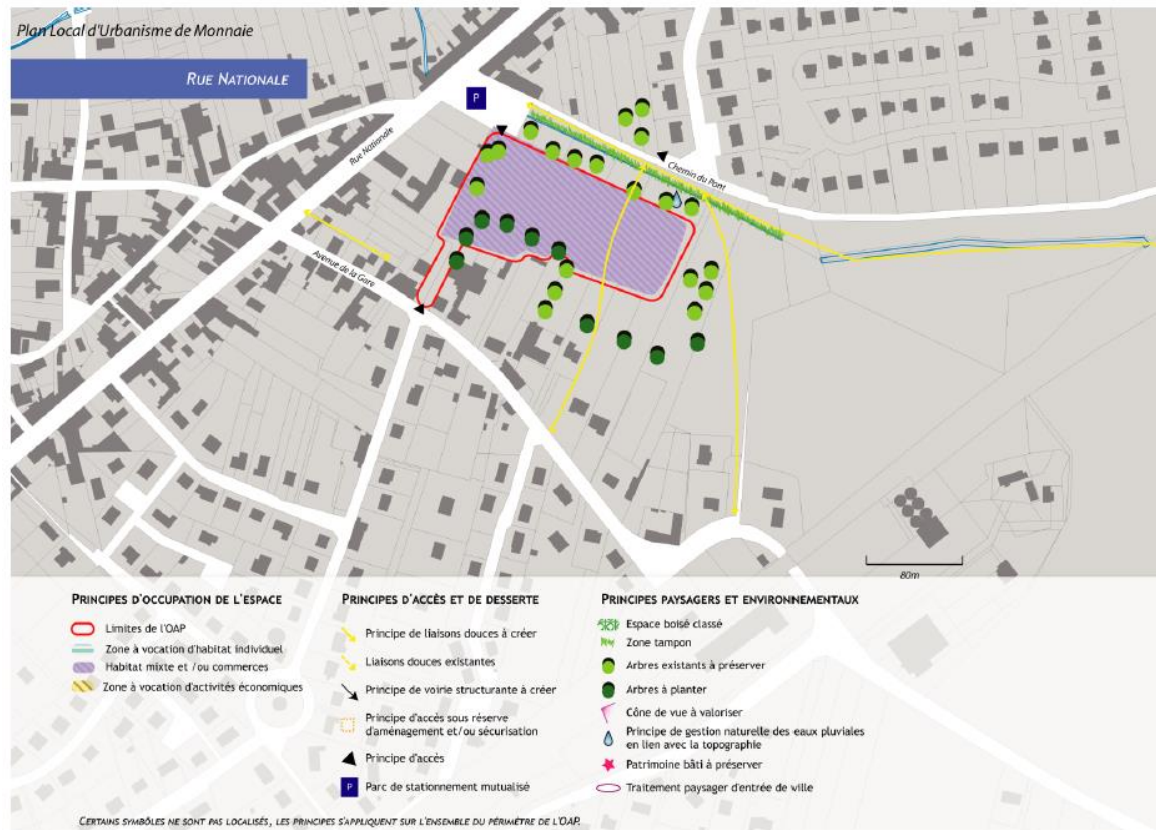 Plan Local d'Urbanisme de Monnaie
RUE NATIONALE
P
Rue Nationale
Chemin du Pont
Avenue de la Gare
80m
PRINCIPES D'OCCUPATION DE L'ESPACE
Limites de l'OAP
Zone à vocation d'habitat individuel
Habitat mixte et /ou commerces
Zone à vocation d'activités économiques
PRINCIPES D'ACCÈS ET DE DESSERTE
Principe de liaisons douces à créer
Liaisons douces existantes
Principe de voirie structurante à créer
Principe d'accès sous réserve
d'aménagement et/ou sécurisation
Principe d'accès
P
Parc de stationnement mutualisé
PRINCIPES PAYSAGERS ET ENVIRONNEMENTAUX
Espace boisé classé
Zone tampon
Arbres existants à préserver
Arbres à planter
Cône de vue à valoriser
Principe de gestion naturelle des eaux pluviales
en lien avec la topographie
Patrimoine bâti à préserver
Traitement paysager d'entrée de ville
CERTAINS SYMBÔLES NE SONT PAS LOCALISÉS, LES PRINCIPES S'APPLIQUENT SUR L'ENSEMBLE DU PÉRIMÈTRE DE L'OAP.